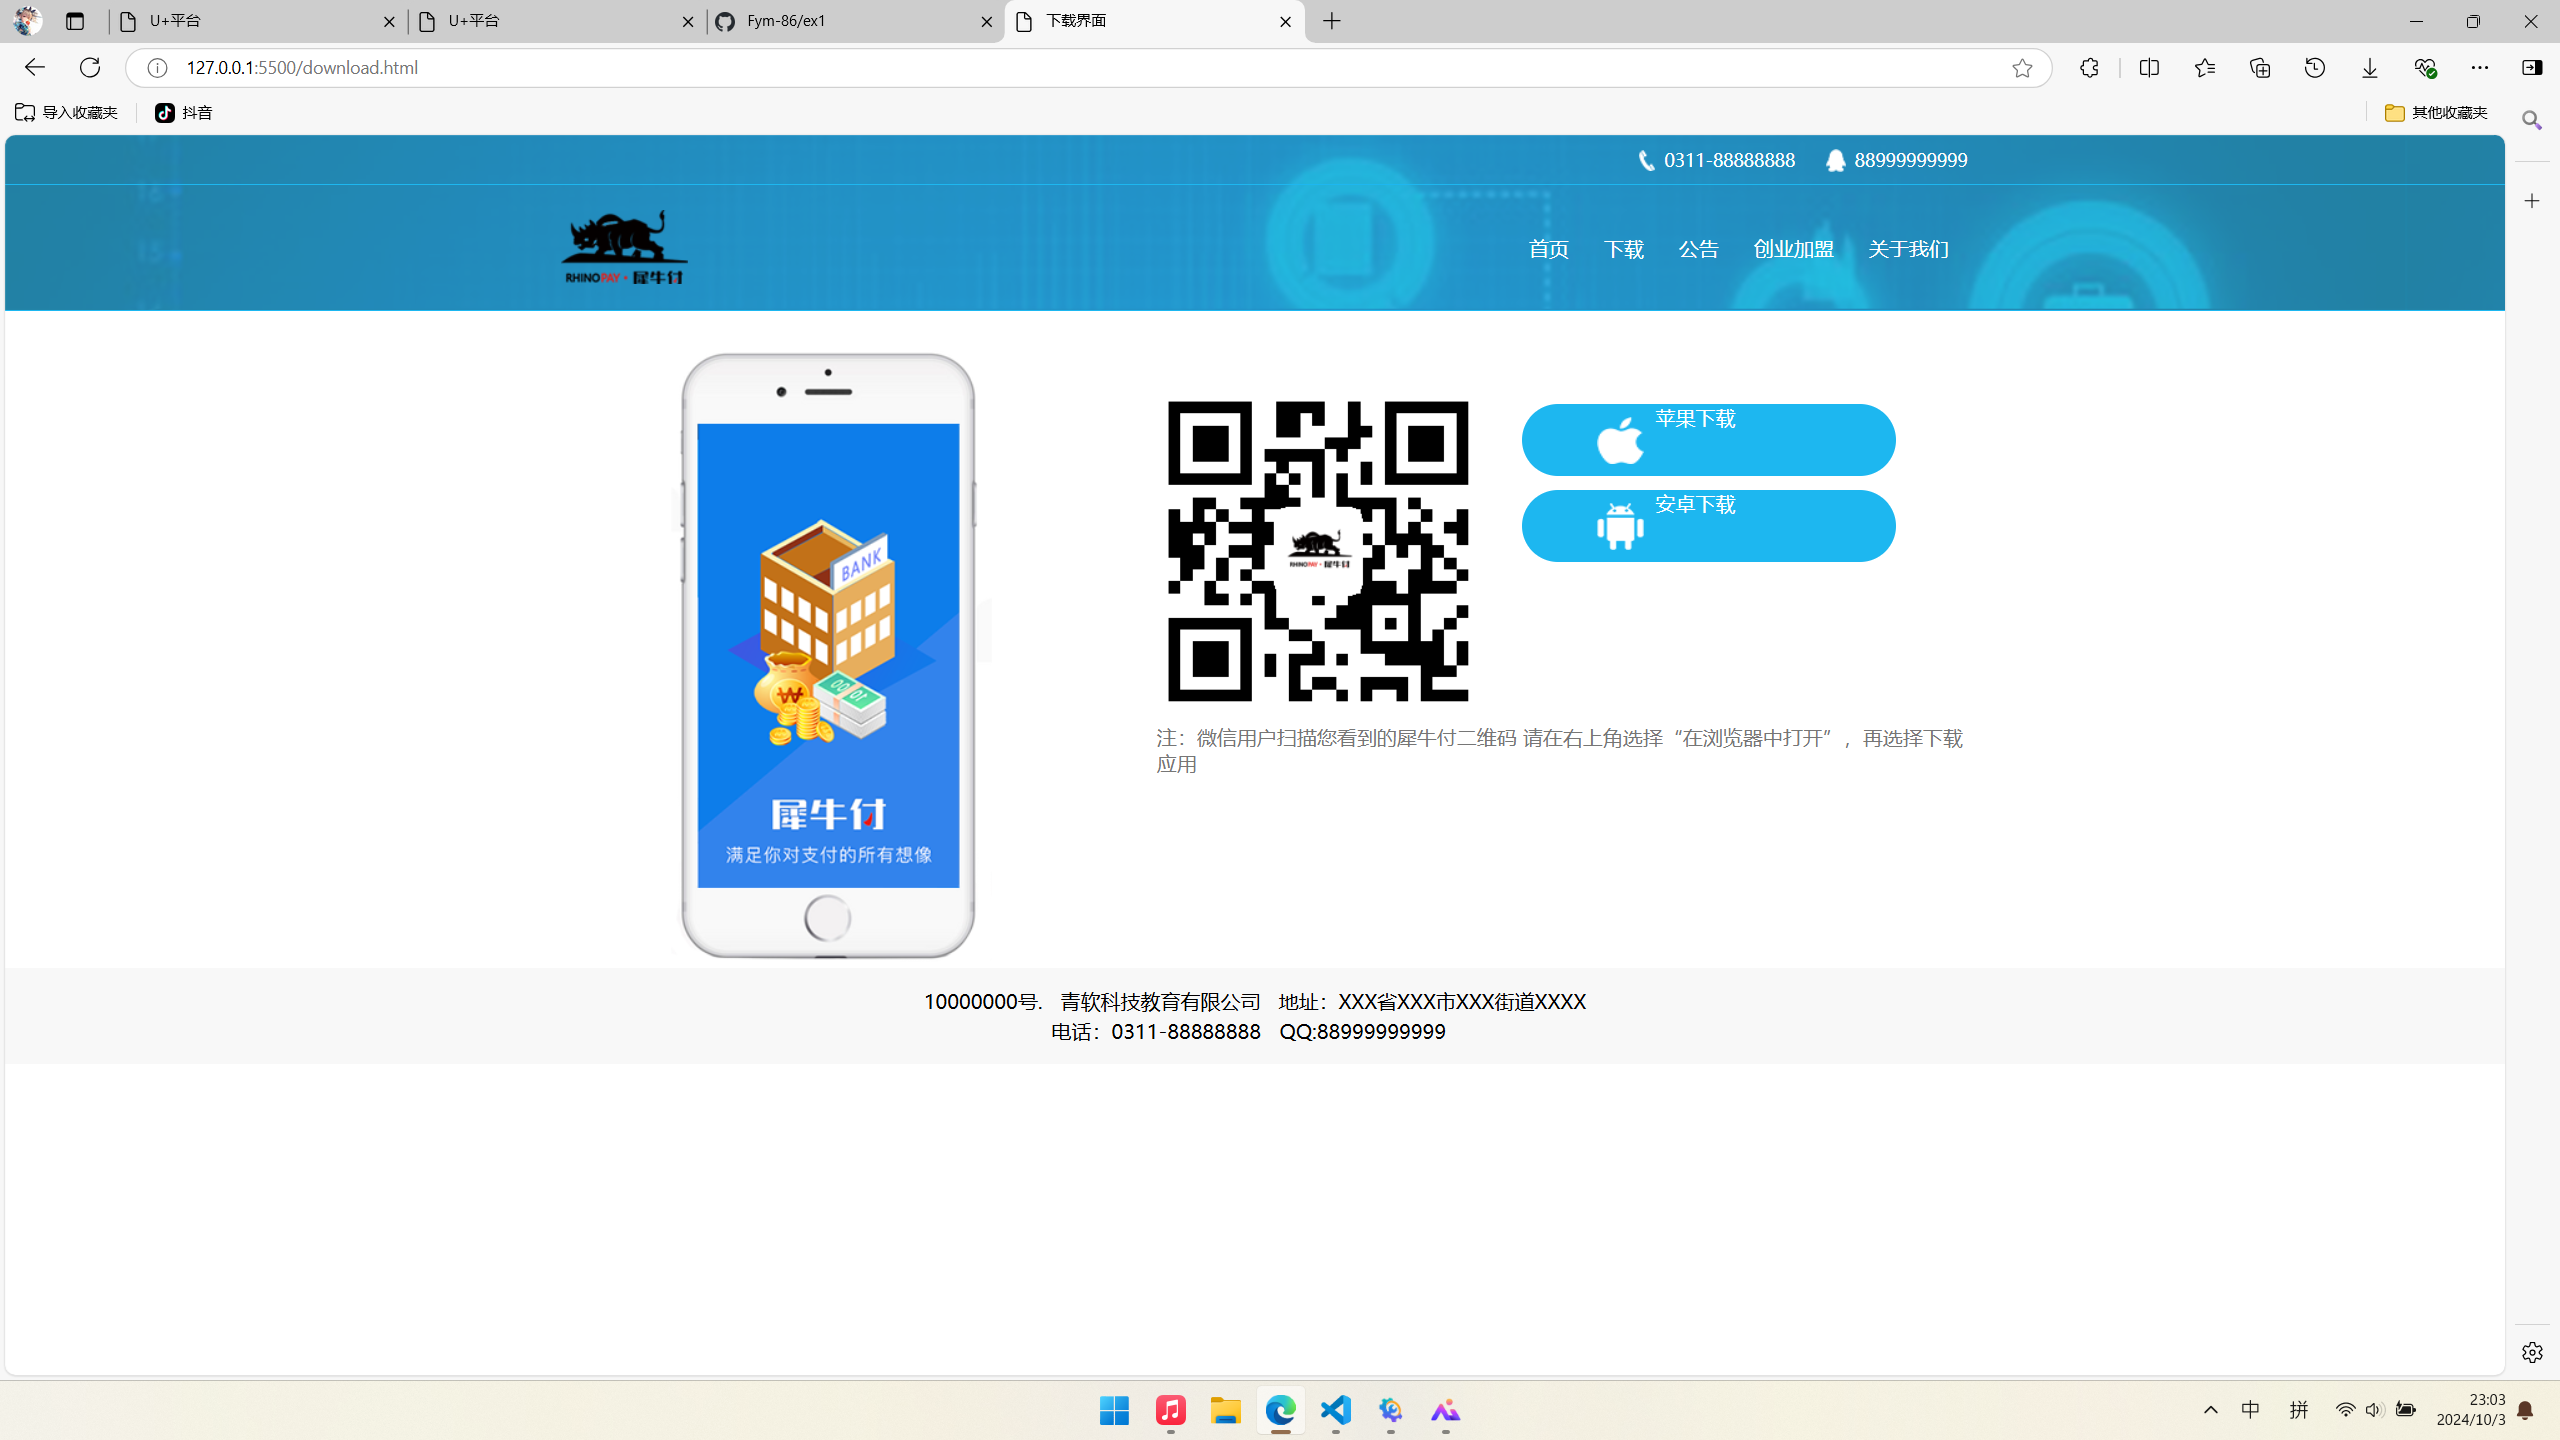 U+平台
U+平台
Fym-86/ex1
下载界面
127.0.0.1:5500/download.html
导入收藏夹
抖音
其他收藏夹
0311-88888888
88999999999
RHINOPAY·犀牛付
首页
下载
公告
创业加盟
关于我们
BANK
犀牛付
满足你对支付的所有想像
RHINOPAY·犀牛付
苹果下载
安卓下载
注：微信用户扫描您看到的犀牛付二维码 请在右上角选择“在浏览器中打开”，再选择下载
应用
10000000号. 青软科技教育有限公司 地址：XXX省XXX市XXX街道XXXX
电话：0311-88888888 QQ:88999999999
中
拼
23:03
2024/10/3